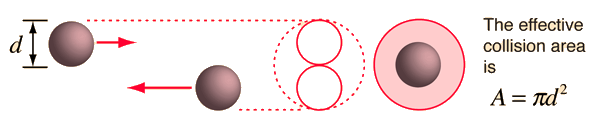 d
The effective
collision area
is
A = πd²